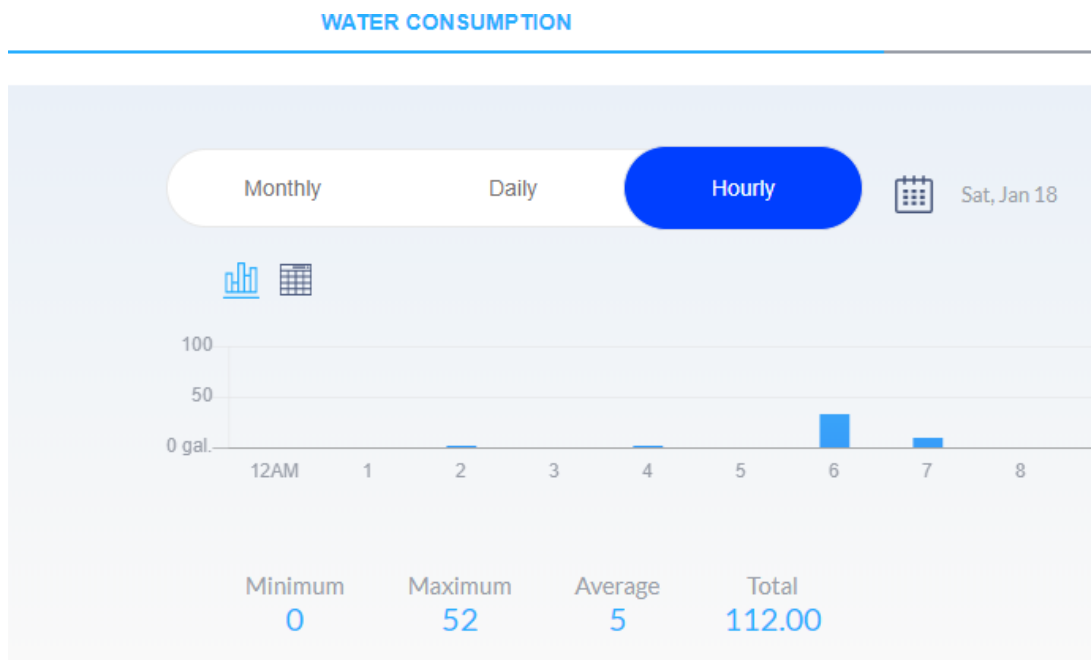 WATER CONSUMPTION
Monthly Daily Hourly Sat, Jan 18
100
50
0 gal.
12AM 1 2 3 4 5 6 7 8
Minimum Maximum Average Total
0 52 5 112.00